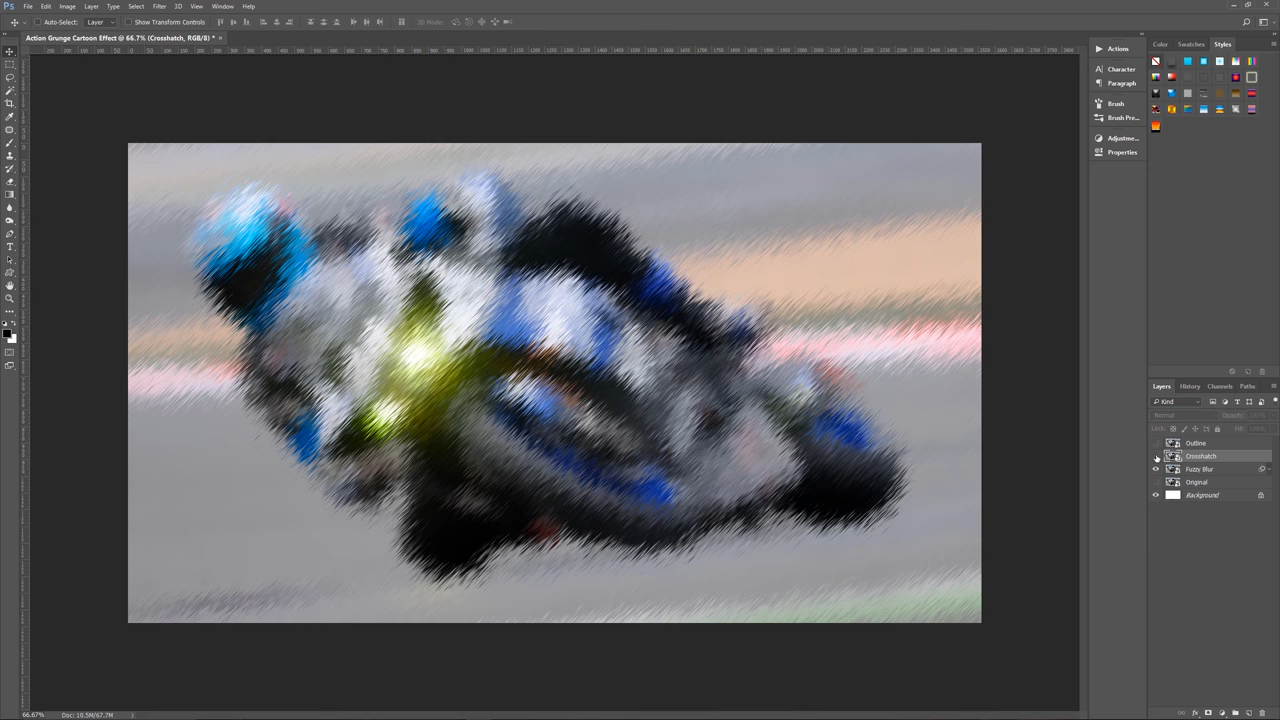 Ps File Edit Image Layer Type Select Filter 3D View Window Help
Auto-Select: Layer Show Transform Controls 3D Mode:
Action Grunge Cartoon Effect @ 66.7% (Crosshatch, RGB/8) * ×
Actions
Character
Paragraph
Brush
Brush Pre...
Adjustme...
Properties
Color Swatches Styles
Layers History Channels Paths
Kind
Normal Opacity: 100%
Lock: Fill: 100%
Outline
Crosshatch
Fuzzy Blur
Original
Background
66.67% Doc: 10.5M/67.7M